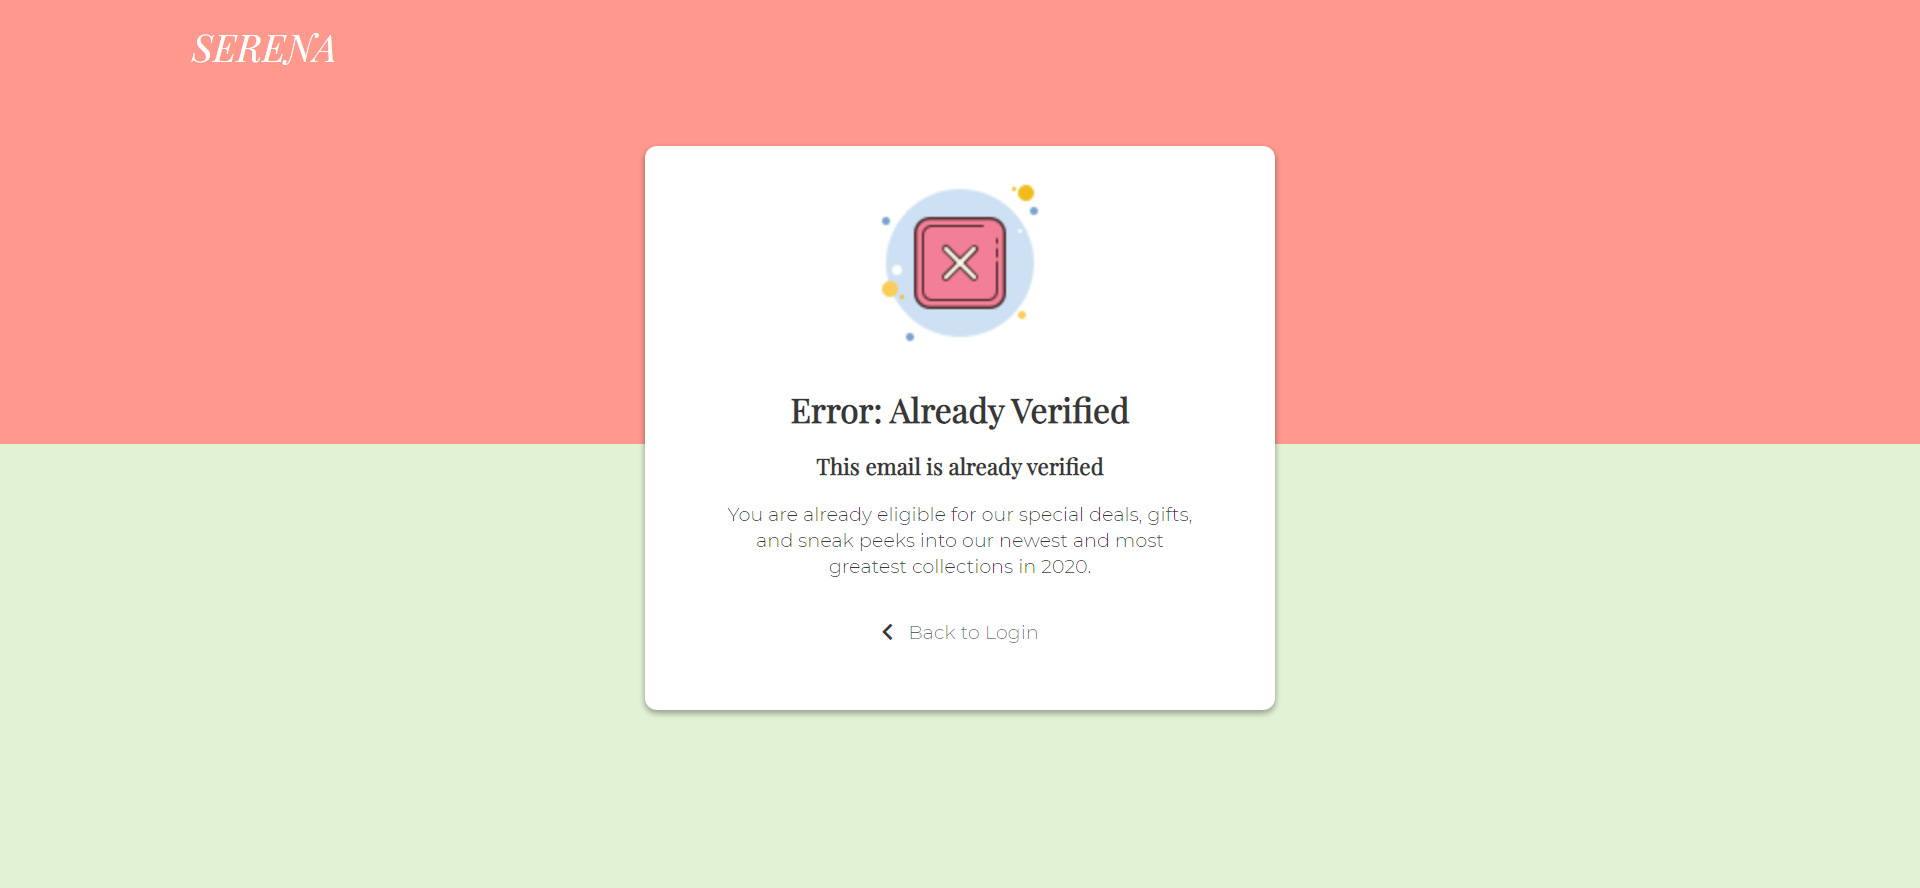 SERENA
Error: Already Verified
This email is already verified
You are already eligible for our special deals, gifts,
and sneak peeks into our newest and most
greatest collections in 2020.
Back to Login